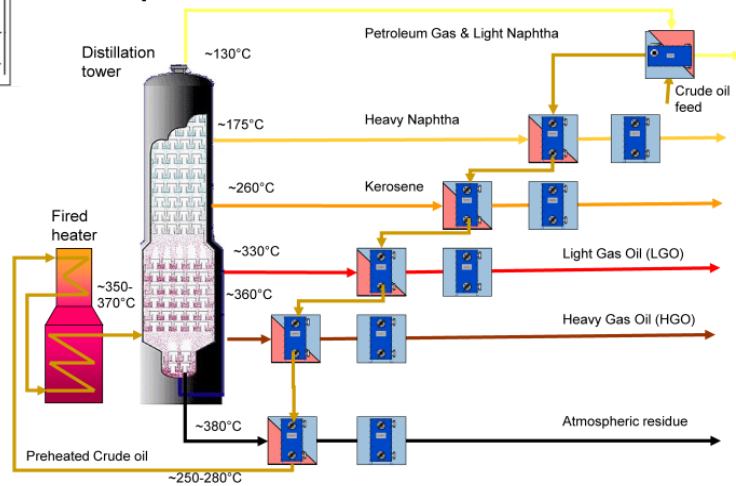 Petroleum Gas & Light Naphtha
Distillation
tower
~130°C
Crude oil
feed
~175°C
Heavy Naphtha
~260°C
Kerosene
Fired
heater
~330°C
Light Gas Oil (LGO)
~350-
370°C
~360°C
Heavy Gas Oil (HGO)
~380°C
Atmospheric residue
Preheated Crude oil
~250-280°C